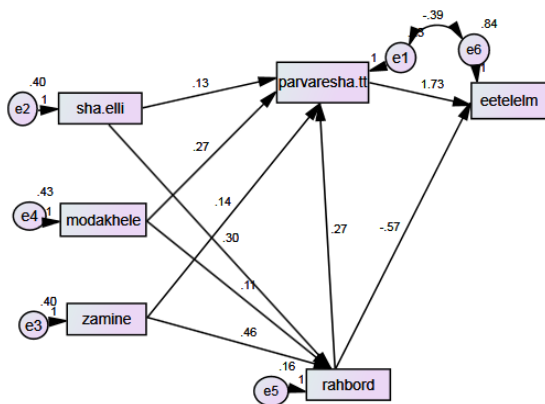 -.39
.84
e1
e6
1
1
.40
e2
1
sha.elli
.13
parvaresha.tt
1.73
eetelelm
.27
.43
e4
1
modakhele
.14
.30
.27
-.57
.11
.40
e3
1
zamine
.46
.16
e5
1
rahbord